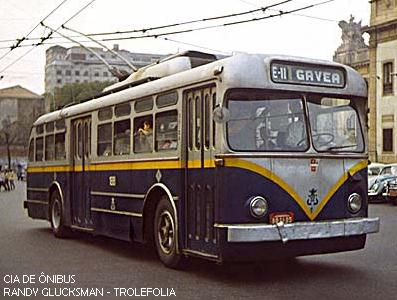 E-11 GAVEA
CIA DE ÔNIBUS
RANDY GLUCKSMAN - TROLEFOLIA